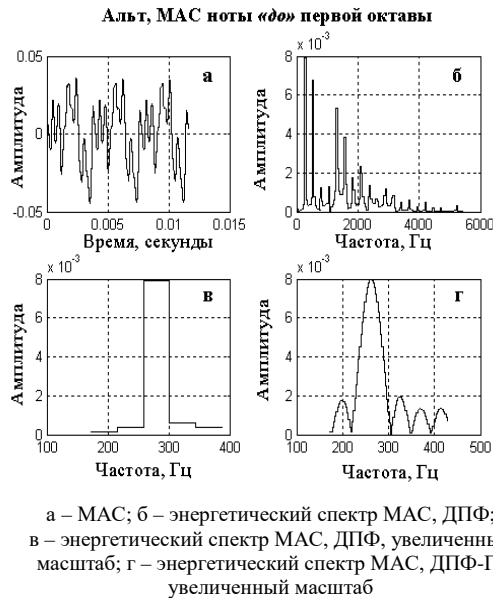 Альт, МАС ноты «до» первой октавы
x 10⁻³
0.05
8
а
б
6
Амплитуда
0
Амплитуда
4
2
-0.05
0
0 0.005 0.01 0.015
0 2000 4000 6000
Время, секунды
Частота, Гц
x 10⁻³
x 10⁻³
8
в
8
г
6
6
Амплитуда
4
Амплитуда
4
2
2
0
0
100 200 300 400
100 200 300 400 500
Частота, Гц
Частота, Гц
а – МАС; б – энергетический спектр МАС, ДПФ;
в – энергетический спектр МАС, ДПФ,
масштаб; г – энергетический спектр МАС,
увеличенный масштаб